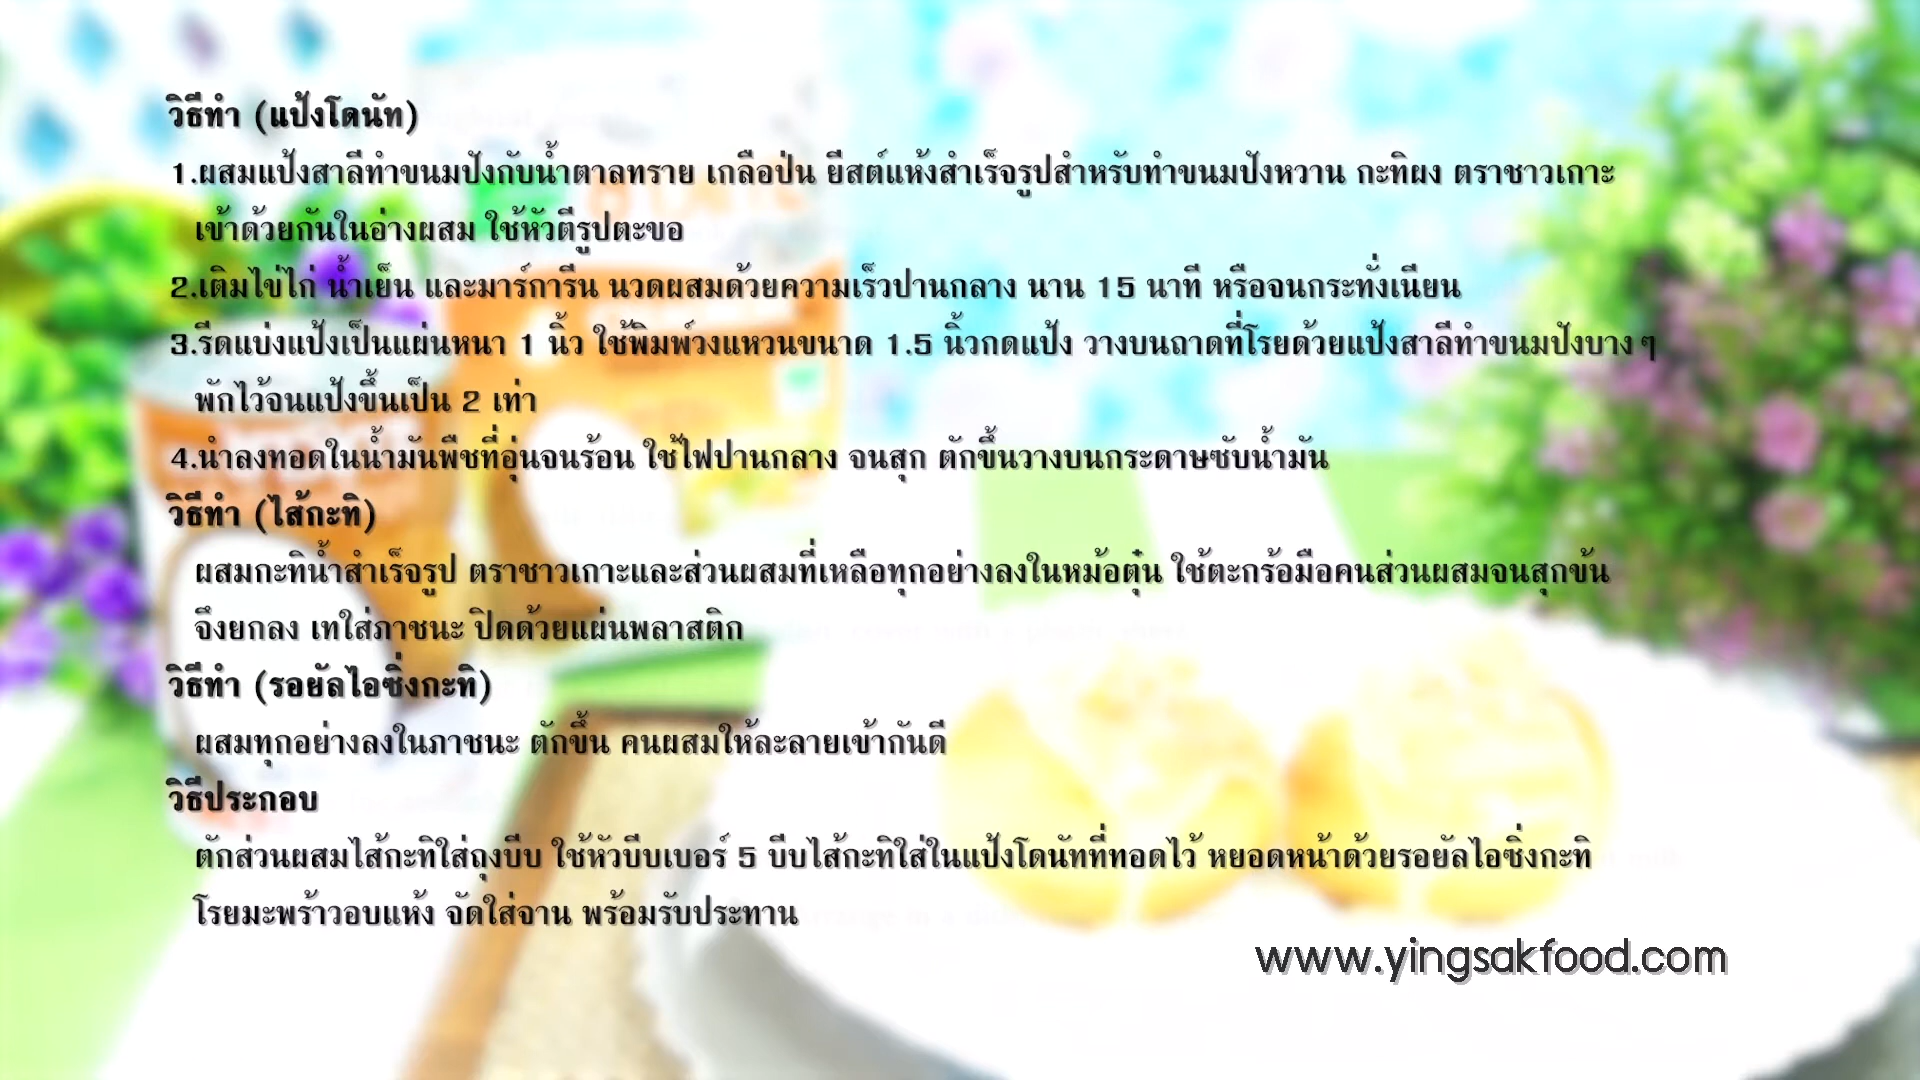 วิธีทำ (แป้งโดนัท)
1.ผสมแป้งสาลีทำขนมปังกับน้ำตาลทราย เกลือป่น ยีสต์แห้งสำเร็จรูปสำหรับทำขนมปังหวาน กะทิผง ตราชาวเกาะ
เข้าด้วยกันในอ่างผสม ใช้หัวตีรูปตะขอ
2.เติมไข่ไก่ น้ำเย็น และมาร์การีน นวดผสมด้วยความเร็วปานกลาง นาน 15 นาที หรือจนกระทั่งเนียน
3.รีดแบ่งแป้งเป็นแผ่นหนา 1 นิ้ว ใช้พิมพ์วงแหวนขนาด 1.5 นิ้วกดแป้ง วางบนถาดที่โรยด้วยแป้งสาลีทำขนมปังบางๆ
พักไว้จนแป้งขึ้นเป็น 2 เท่า
4.นำลงทอดในน้ำมันพืชที่อุ่นจนร้อน ใช้ไฟปานกลาง จนสุก ตักขึ้นวางบนกระดาษซับน้ำมัน
วิธีทำ (ไส้กะทิ)
ผสมกะทิน้ำสำเร็จรูป ตราชาวเกาะและส่วนผสมที่เหลือทุกอย่างลงในหม้อตุ๋น ใช้ตะกร้อมือคนส่วนผสมจนสุกข้น
จึงยกลง เทใส่ภาชนะ ปิดด้วยแผ่นพลาสติก
วิธีทำ (รอยัลไอซิ่งกะทิ)
ผสมทุกอย่างลงในภาชนะ ตักขึ้น คนผสมให้ละลายเข้ากันดี
วิธีประกอบ
ตักส่วนผสมไส้กะทิใส่ถุงบีบ ใช้หัวบีบเบอร์ 5 บีบไส้กะทิใส่ในแป้งโดนัทที่ทอดไว้ หยอดหน้าด้วยรอยัลไอซิ่งกะทิ
โรยมะพร้าวอบแห้ง จัดใส่จาน พร้อมรับประทาน
www.yingsakfood.com